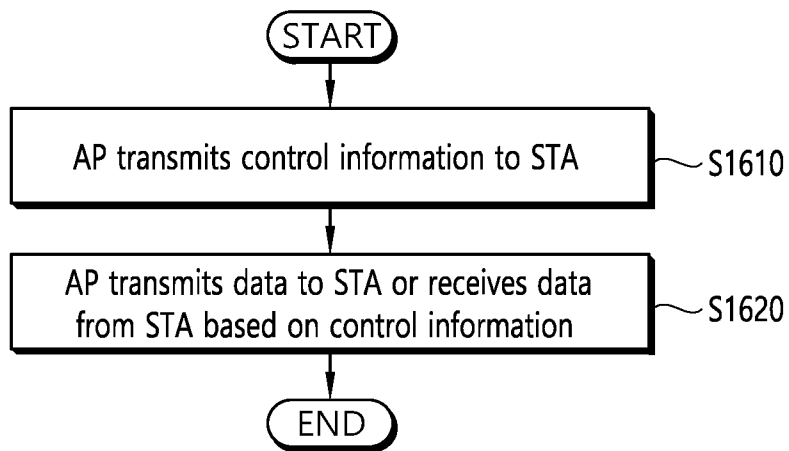 START
AP transmits control information to STA
S1610
AP transmits data to STA or receives data
from STA based on control information
S1620
END